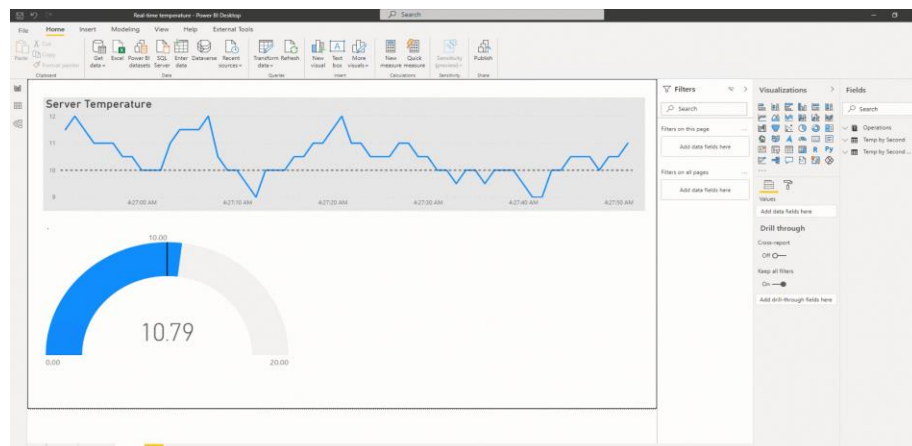 Real-time temperature - Power BI Desktop
Search
File Home Insert Modeling View Help External Tools
Paste
Cut
Copy
Format painter
Get data
Excel
Power BI datasets
SQL Server
Enter data
Dataverse
Recent sources
Transform data
Refresh
New visual
Text box
More visuals
New measure
Quick measure
Sensitivity (preview)
Publish
Clipboard
Data
Queries
Insert
Calculations
Sensitivity
Share
Server Temperature
12
11
10
9
4:27:00 AM 4:27:10 AM 4:27:20 AM 4:27:30 AM 4:27:40 AM 4:27:50 AM
10.00
10.79
0.00 20.00
Filters
Search
Filters on this page
Add data fields here
Filters on all pages
Add data fields here
Visualizations
R Py
Values
Add data fields here
Drill through
Cross-report
Off
Keep all filters
On
Add drill-through fields here
Fields
Search
Operations
Temp by Second
Temp by Second...